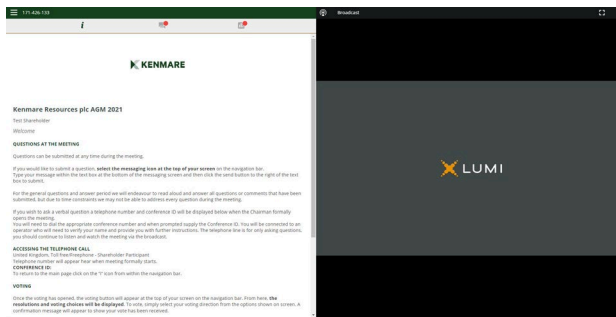 171-426-133
Broadcast
i
KENMARE
Kenmare Resources plc AGM 2021
Test Shareholder
Welcome
QUESTIONS AT THE MEETING
Questions can be submitted at any time during the meeting.
If you would like to submit a question, select the messaging icon at the top of your screen on the navigation bar.
Type your message within the text box at the bottom of the messaging screen and then click the send button to the right of the text
box to submit.
For the general questions and answer period we will endeavour to read aloud and answer all questions or comments that have been
submitted, but due to time constraints we may not be able to address every question during the meeting.
If you wish to ask a verbal question a telephone number and conference ID will be displayed below when the Chairman formally
opens the meeting.
You will need to dial the appropriate conference number and when prompted supply the Conference ID. You will be connected to an
operator who will need to verify your name and provide you with further instructions. The telephone line is for only asking questions;
you should continue to listen and watch the meeting via the broadcast.
ACCESSING THE TELEPHONE CALL
United Kingdom, Toll free/Freephone - Shareholder Participant
Telephone number will appear here when meeting formally starts.
CONFERENCE ID:
To return to the main page click on the "i" icon from within the navigation bar.
VOTING
Once the voting has opened, the voting button will appear at the top of your screen on the navigation bar. From here, the
resolutions and voting choices will be displayed. To vote, simply select your voting direction from the options shown on screen. A
confirmation message will appear to show your vote has been received.
LUMI